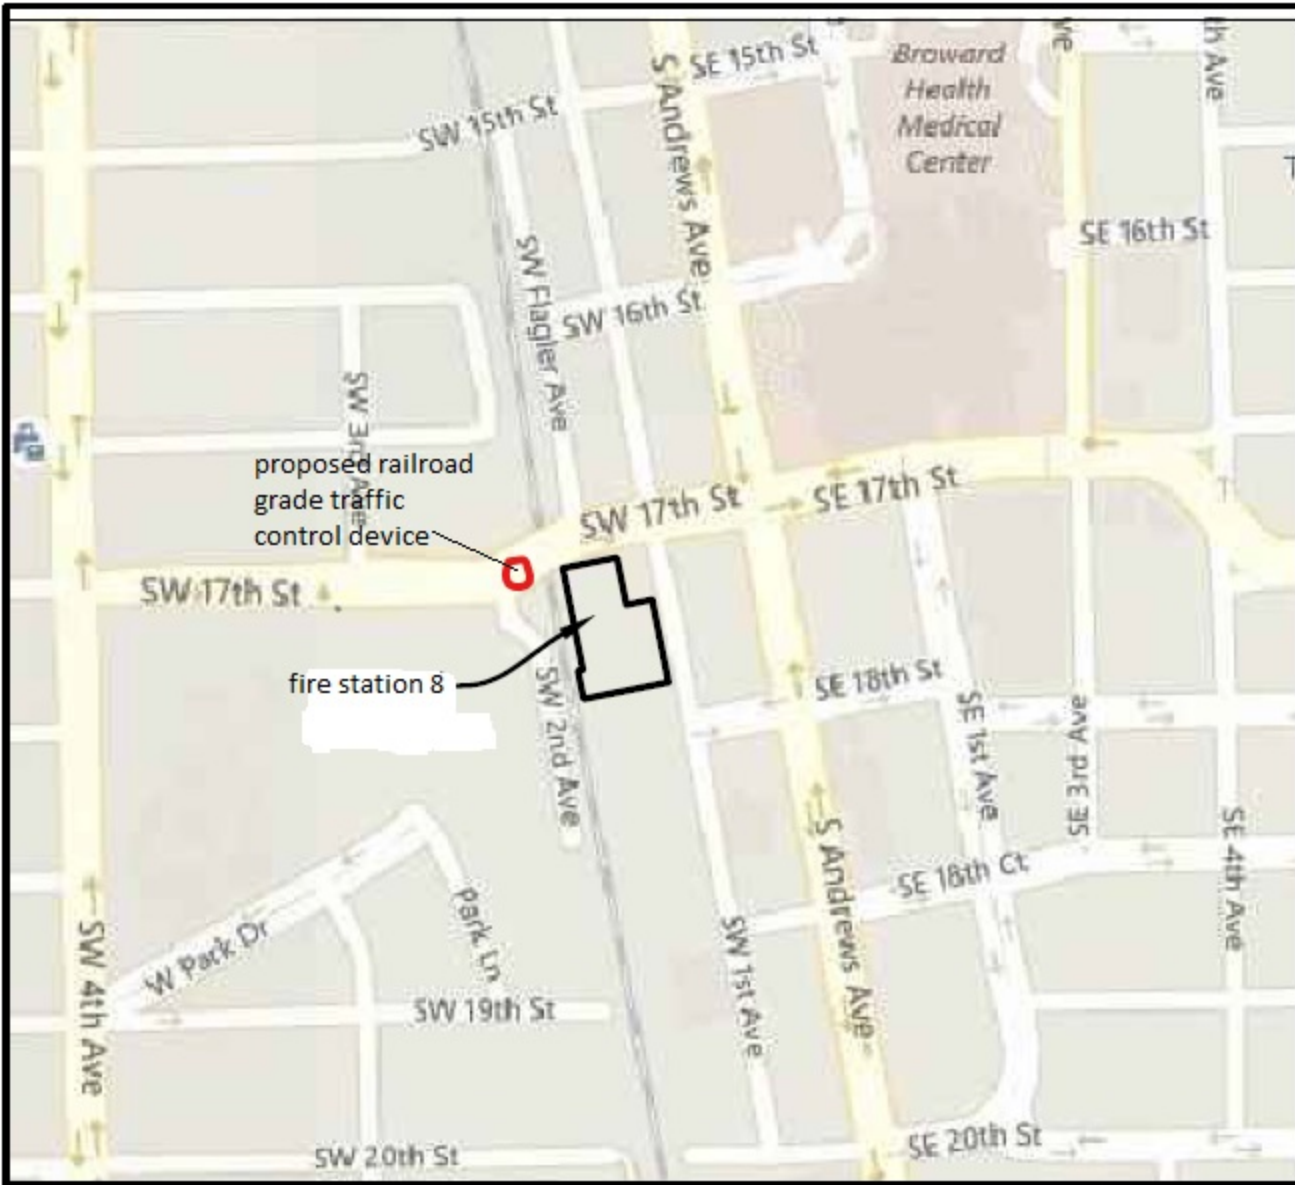 SE 15th St
Broward
Health
Medical
Center
ve
th Ave
SW 15th St
S Andrews Ave
T
SE 16th St
SW Flagler Ave
SW 16th St
SW 3rd Ave
proposed railroad
grade traffic
control device
SW 17th St
SE 17th St
SW 17th St
fire station 8
SE 18th St
SW 2nd Ave
SE 1st Ave
SE 3rd Ave
S Andrews Ave
SE 18th Ct
SE 4th Ave
W Park Dr
Park Ln
SW 1st Ave
SW 4th Ave
SW 19th St
SW 20th St
SE 20th St